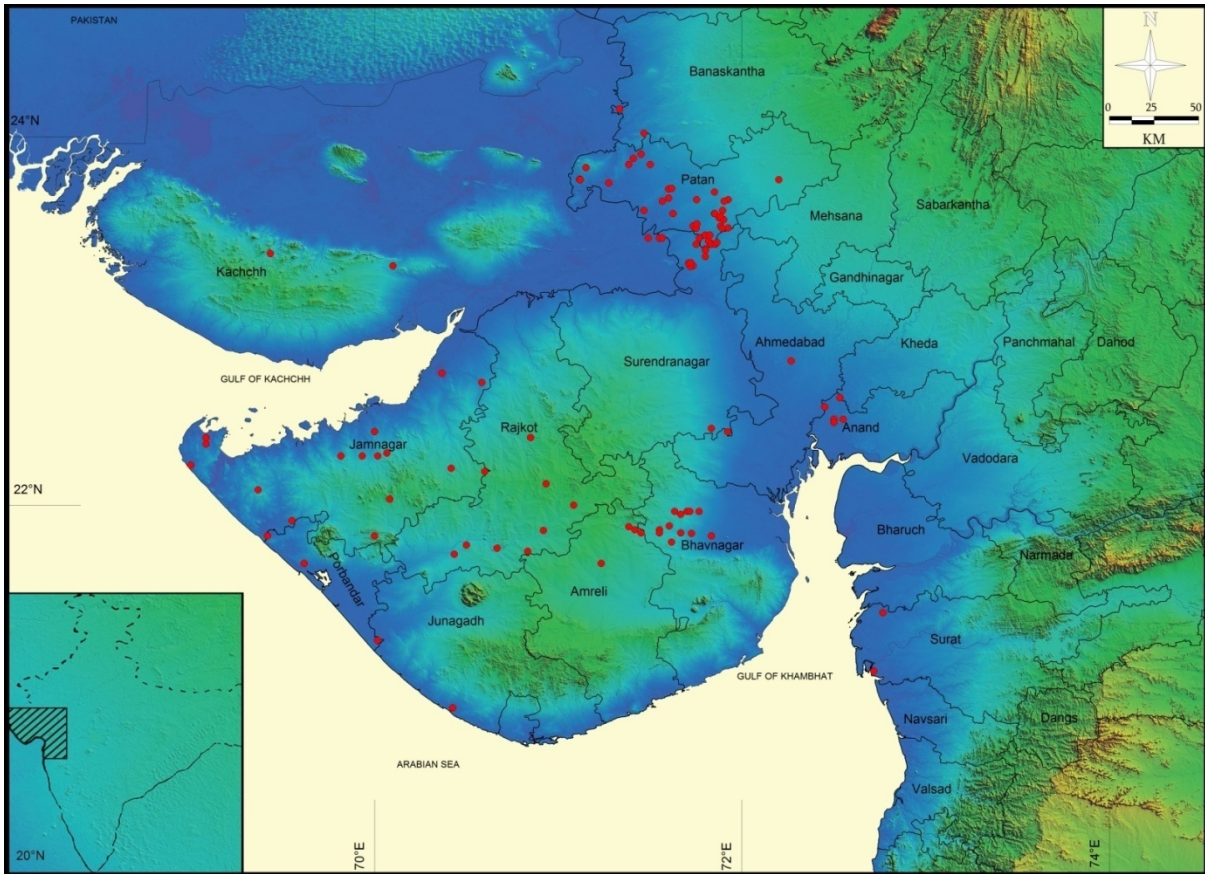 PAKISTAN
N
0 25 50
KM
Banaskantha
24°N
Patan
Mehsana
Sabarkantha
Kachchh
Gandhinagar
Ahmedabad
Kheda
Panchmahal
Dahod
Surendranagar
GULF OF KACHCHH
Rajkot
Anand
Jamnagar
Vadodara
22°N
Bharuch
Bhavnagar
Narmada
Porbandar
Amreli
Junagadh
Surat
GULF OF KHAMBHAT
Navsari
Dangs
ARABIAN SEA
Valsad
20°N
70°E
72°E
74°E